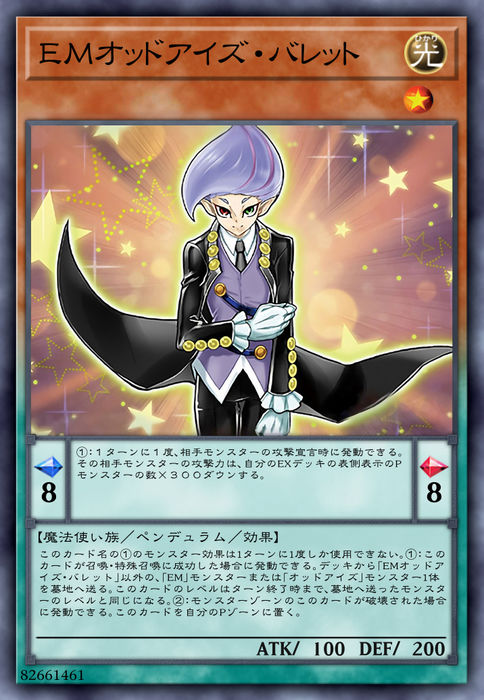 EMオッドアイズ・バレット
ひかり
光
①:1ターンに1度、相手モンスターの攻撃宣言時に発動できる。
その相手モンスターの攻撃力は、自分のEXデッキの表側表示のP
モンスターの数×300ダウンする。
8
8
【魔法使い族／ペンデュラム／効果】
このカード名の①のモンスター効果は1ターンに1度しか使用できない。①:この
カードが召喚・特殊召喚に成功した場合に発動できる。デッキから「EMオッドア
イズ・バレット」以外の、「EM」モンスターまたは「オッドアイズ」モンスター1体
を墓地へ送る。このカードのレベルはターン終了時まで、墓地へ送ったモンスター
のレベルと同じになる。②:モンスターゾーンのこのカードが破壊された場合
に発動できる。このカードを自分のPゾーンに置く。
ATK/ 100 DEF/ 200
82661461